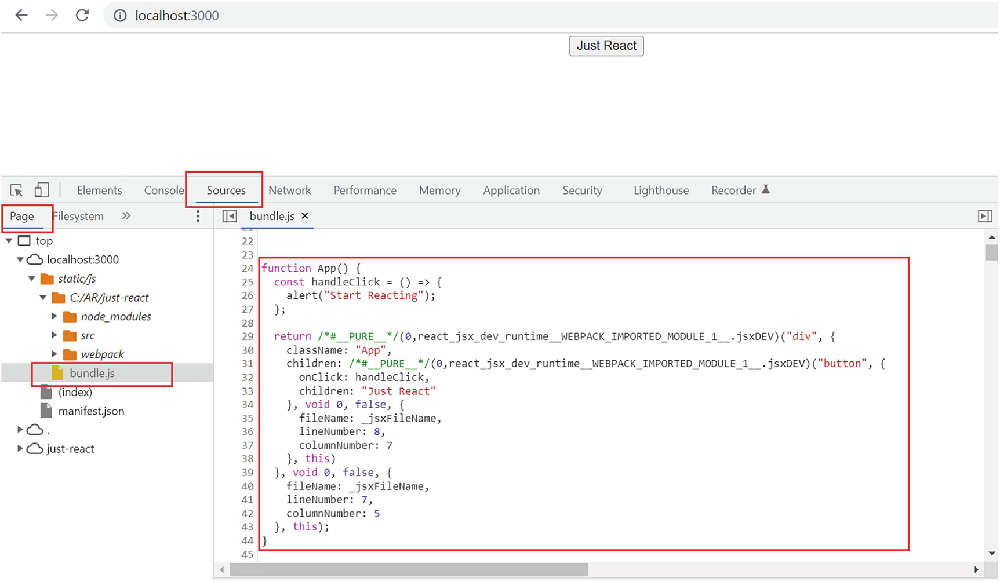 localhost:3000
Just React
Elements Console Sources Network Performance Memory Application Security Lighthouse Recorder
Page Filesystem »
bundle.js ×
top
localhost:3000
static/js
C:/AR/just-react
node_modules
src
webpack
bundle.js
(index)
manifest.json
.
just-react
21
22
23
24 function App() {
25   const handleClick = () => {
26     alert("Start Reacting");
27   };
28
29   return /*#__PURE__*/(0,react_jsx_dev_runtime__WEBPACK_IMPORTED_MODULE_1__.jsxDEV)("div", {
30     className: "App",
31     children: /*#__PURE__*/(0,react_jsx_dev_runtime__WEBPACK_IMPORTED_MODULE_1__.jsxDEV)("button", {
32       onClick: handleClick,
33       children: "Just React"
34     }, void 0, false, {
35       fileName: _jsxFileName,
36       lineNumber: 8,
37       columnNumber: 7
38     }, this)
39   }, void 0, false, {
40     fileName: _jsxFileName,
41     lineNumber: 7,
42     columnNumber: 5
43   }, this);
44 }
45